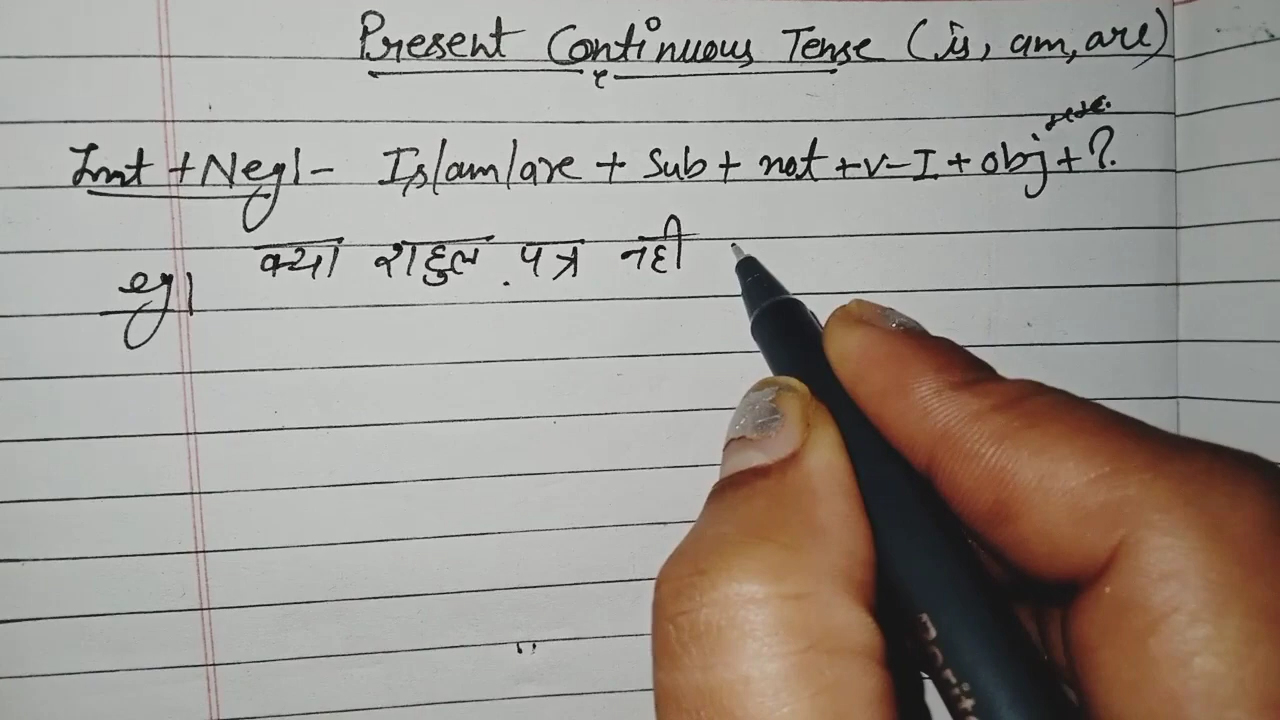 Present Continuous Tense (is, am, are)
Int + Neg - Is/am/are + Sub + not + v-I + obj + ?
eg क्या राहुल पत्र नही